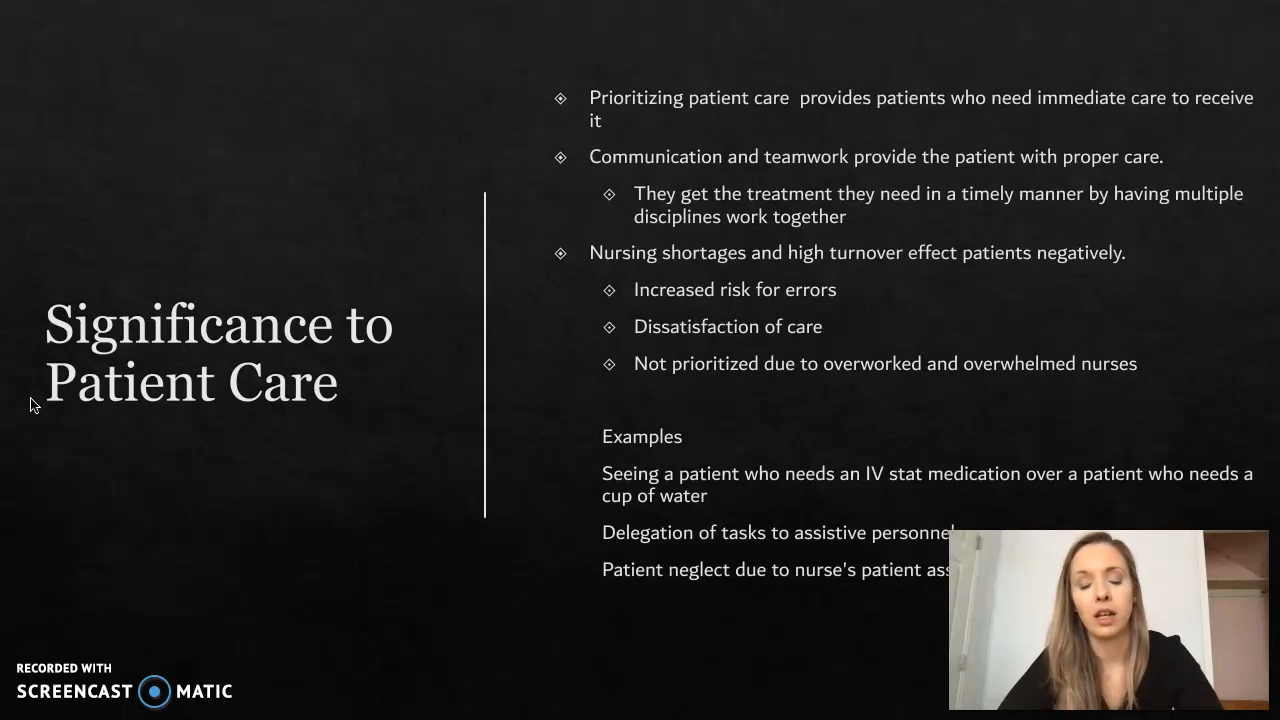 Significance to
Patient Care
Prioritizing patient care  provides patients who need immediate care to receive
it
Communication and teamwork provide the patient with proper care.
They get the treatment they need in a timely manner by having multiple
disciplines work together
Nursing shortages and high turnover effect patients negatively.
Increased risk for errors
Dissatisfaction of care
Not prioritized due to overworked and overwhelmed nurses
Examples
Seeing a patient who needs an IV stat medication over a patient who needs a
cup of water
Delegation of tasks to assistive personnel
Patient neglect due to nurse's patient
RECORDED WITH
SCREENCAST MATIC